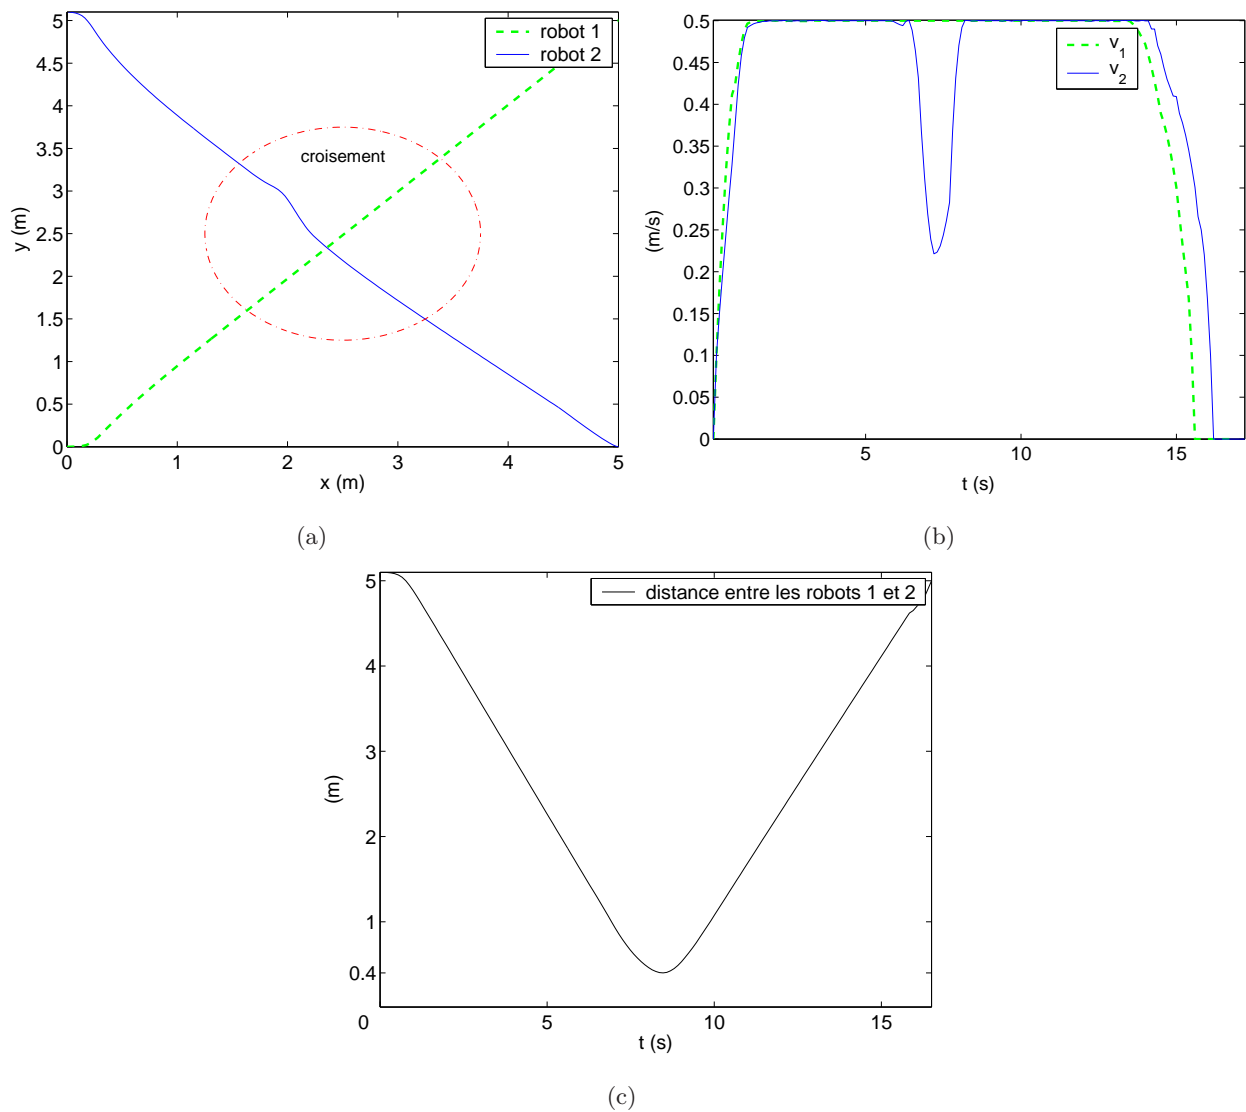 5
4.5
4
3.5
3
2.5
2
1.5
1
0.5
0
y (m)
robot 1
robot 2
croisement
0 1 2 3 4 5
x (m)
(a)
0.5
0.45
0.4
0.35
0.3
0.25
0.2
0.15
0.1
0.05
0
(m/s)
v_1
v_2
5 10 15
t (s)
(b)
5
4
3
2
1
0.4
(m)
distance entre les robots 1 et 2
0 5 10 15
t (s)
(c)